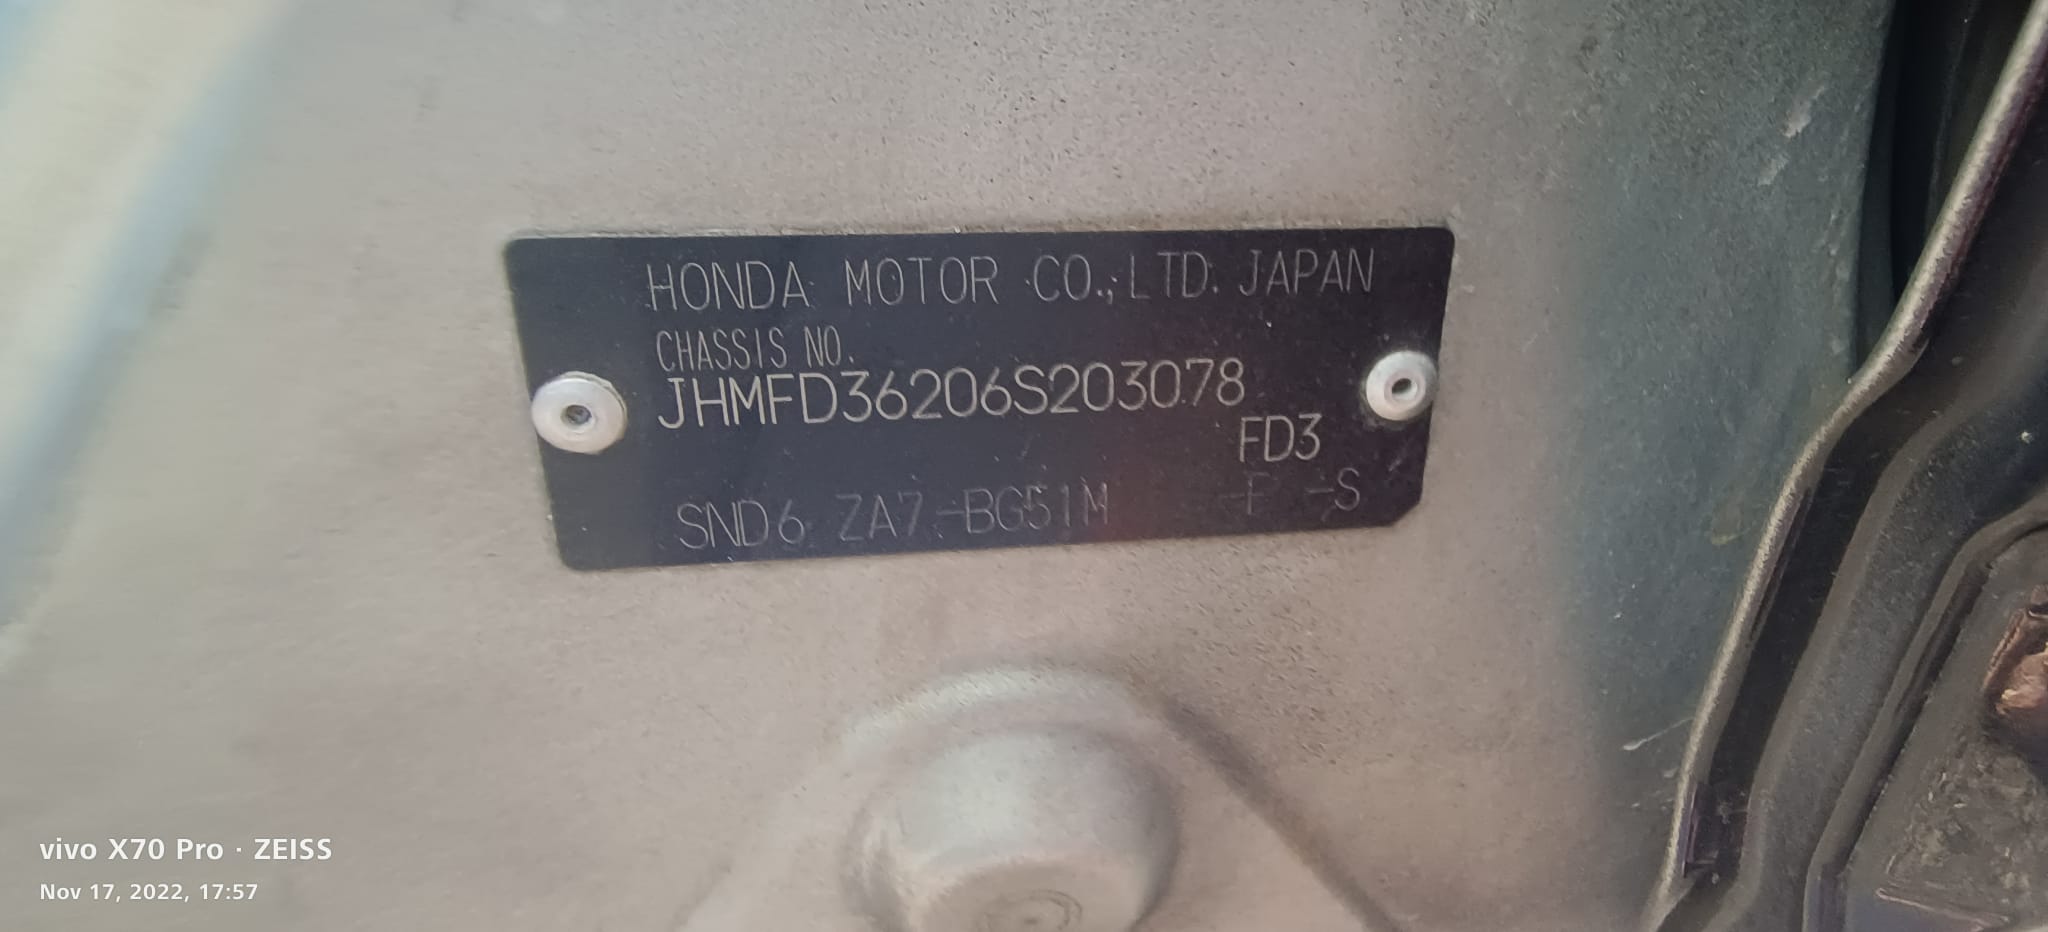 HONDA MOTOR CO., LTD. JAPAN
CHASSIS NO.
JHMFD36206S203078
FD3
SND6 ZA7-BG51M -F -S
vivo X70 Pro · ZEISS
Nov 17, 2022, 17:57